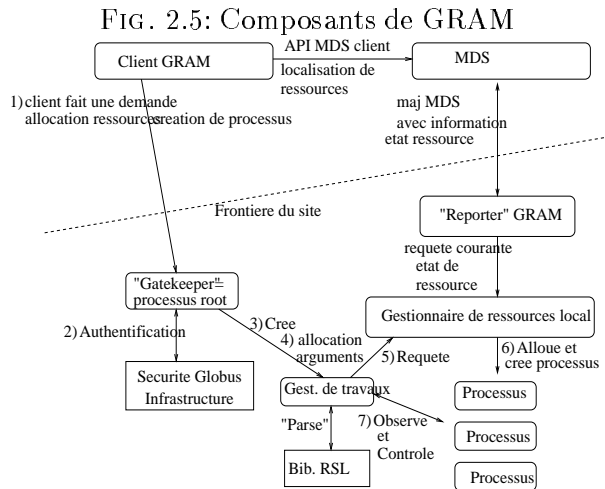 FIG. 2.5: Composants de GRAM
Client GRAM
API MDS client
localisation de
ressources
MDS
1) client fait une demande
allocation ressources
creation de processus
maj MDS
avec information
etat ressource
Frontiere du site
"Reporter" GRAM
requete courante
etat de
ressource
"Gatekeeper"=
processus root
Gestionnaire de ressources local
2) Authentification
3) Cree
4) allocation
arguments
5) Requete
6) Alloue et
cree processus
Securite Globus
Infrastructure
Gest. de travaux
Processus
"Parse"
7) Observe
et
Controle
Processus
Bib. RSL
Processus